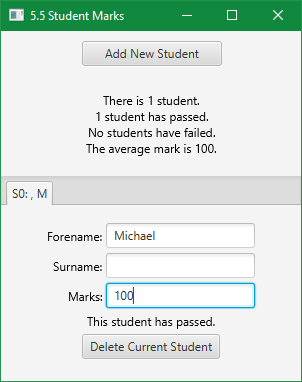 5.5 Student Marks
Add New Student
There is 1 student.
1 student has passed.
No students have failed.
The average mark is 100.
S0: , M
Forename: Michael
Surname:
Marks: 100
This student has passed.
Delete Current Student